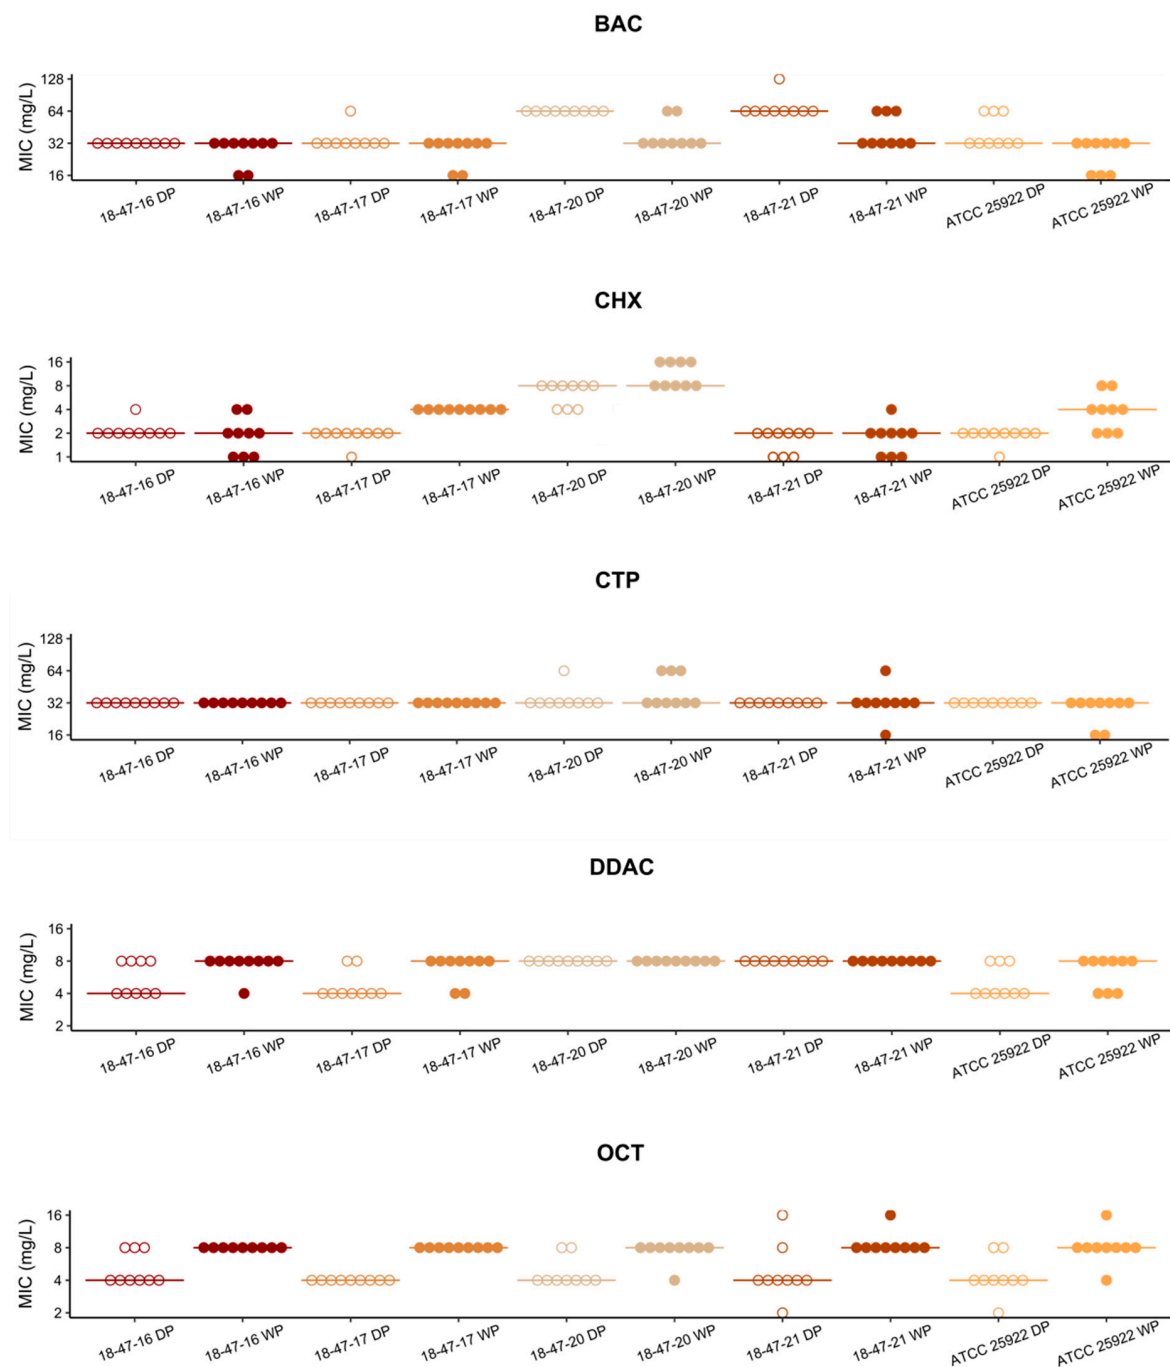 BAC
MIC (mg/L)
128
64
32
16
18-47-16 DP
18-47-16 WP
18-47-17 DP
18-47-17 WP
18-47-20 DP
18-47-20 WP
18-47-21 DP
18-47-21 WP
ATCC 25922 DP
ATCC 25922 WP
CHX
MIC (mg/L)
16
8
4
2
1
18-47-16 DP
18-47-16 WP
18-47-17 DP
18-47-17 WP
18-47-20 DP
18-47-20 WP
18-47-21 DP
18-47-21 WP
ATCC 25922 DP
ATCC 25922 WP
CTP
MIC (mg/L)
128
64
32
16
18-47-16 DP
18-47-16 WP
18-47-17 DP
18-47-17 WP
18-47-20 DP
18-47-20 WP
18-47-21 DP
18-47-21 WP
ATCC 25922 DP
ATCC 25922 WP
DDAC
MIC (mg/L)
16
8
4
2
18-47-16 DP
18-47-16 WP
18-47-17 DP
18-47-17 WP
18-47-20 DP
18-47-20 WP
18-47-21 DP
18-47-21 WP
ATCC 25922 DP
ATCC 25922 WP
OCT
MIC (mg/L)
16
8
4
2
18-47-16 DP
18-47-16 WP
18-47-17 DP
18-47-17 WP
18-47-20 DP
18-47-20 WP
18-47-21 DP
18-47-21 WP
ATCC 25922 DP
ATCC 25922 WP